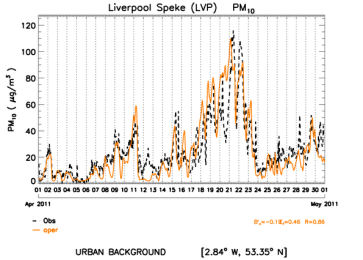 Liverpool Speke (LVP) PM10
120
100
80
60
40
20
0
PM10 ( μg/m3 )
01 02 03 04 05 06 07 08 09 10 11 12 13 14 15 16 17 18 19 20 21 22 23 24 25 26 27 28 29 30 01
Apr 2011 May 2011
Obs
oper
R=0.86
URBAN BACKGROUND [2.84° W, 53.35° N]